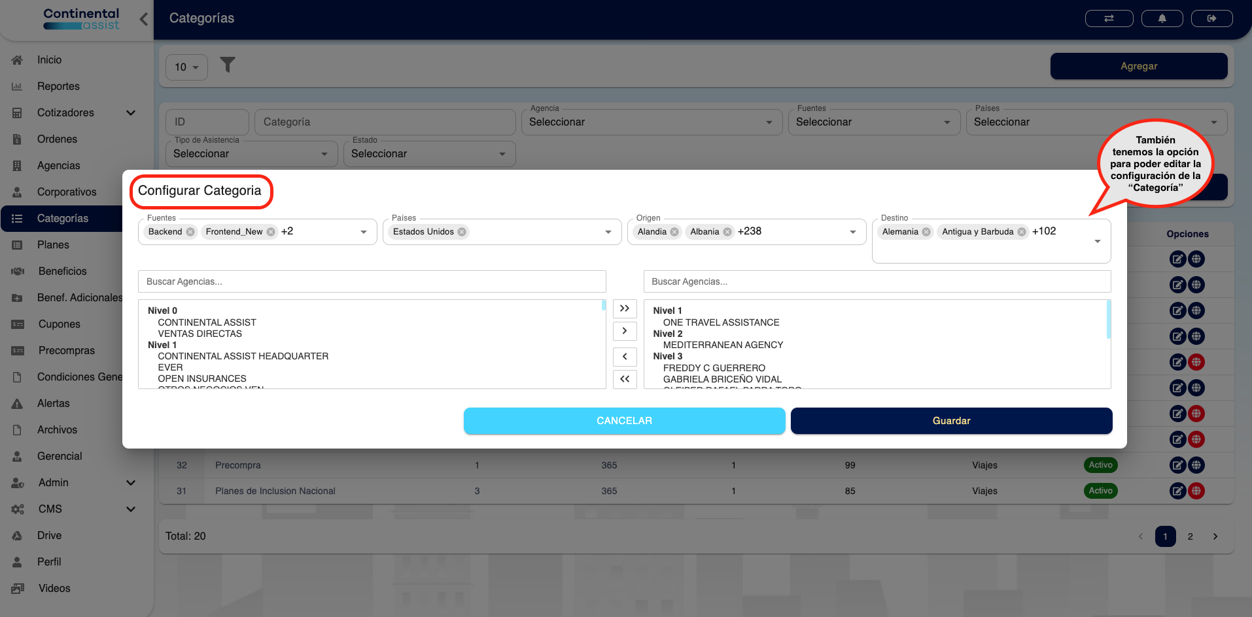 Continental
assist
Categorías
Inicio
Reportes
Cotizadores
Ordenes
Agencias
Corporativos
Categorías
Planes
Beneficios
Benef. Adicionales
Cupones
Precompras
Condiciones Gene
Alertas
Archivos
Gerencial
Admin
CMS
Drive
Perfil
Videos
10
Agregar
ID
Categoría
Agencia
Seleccionar
Fuentes
Seleccionar
Países
Seleccionar
Tipo de Asistencia
Seleccionar
Estado
Seleccionar
También
tenemos la opción
para poder editar la
configuración de la
“Categoría”
Configurar Categoria
Fuentes
Backend Frontend_New +2
Países
Estados Unidos
Origen
Alandia Albania +238
Destino
Alemania Antigua y Barbuda +102
Opciones
Buscar Agencias...
Nivel 0
CONTINENTAL ASSIST
VENTAS DIRECTAS
Nivel 1
CONTINENTAL ASSIST HEADQUARTER
EVER
OPEN INSURANCES
OTROS NEGOCIOS VEN
Buscar Agencias...
Nivel 1
ONE TRAVEL ASSISTANCE
Nivel 2
MEDITERRANEAN AGENCY
Nivel 3
FREDDY C GUERRERO
GABRIELA BRICEÑO VIDAL
CANCELAR
Guardar
32 Precompra 1 365 1 99 Viajes Activo
31 Planes de Inclusion Nacional 3 365 1 85 Viajes Activo
Total: 20
1 2